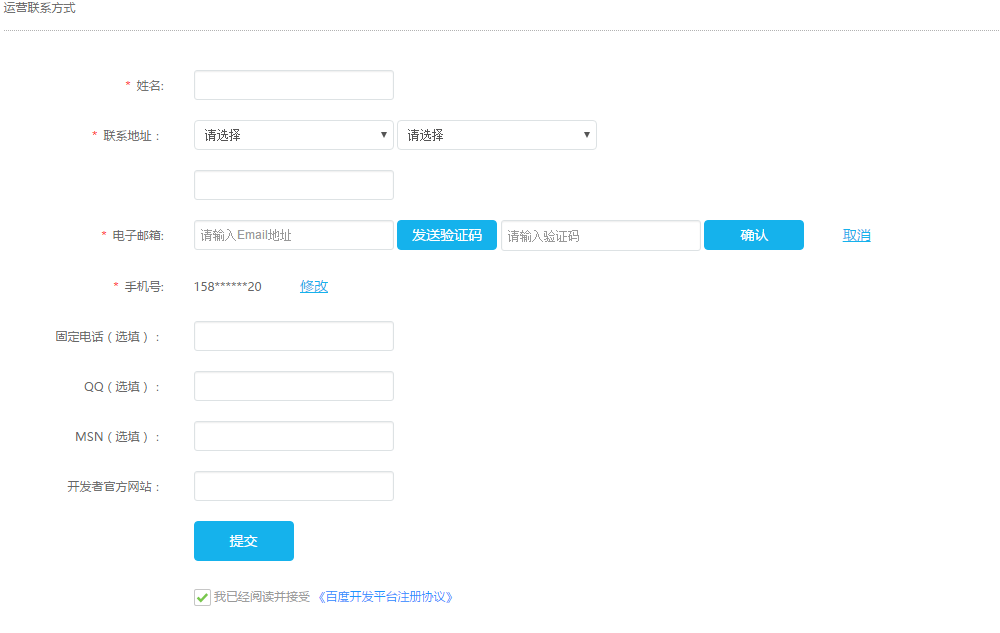 运营联系方式
* 姓名:
* 联系地址： 请选择 请选择
* 电子邮箱: 请输入Email地址 发送验证码 请输入验证码 确认 取消
* 手机号: 158******20 修改
固定电话（选填）：
QQ（选填）：
MSN（选填）：
开发者官方网站：
提交
我已经阅读并接受 《百度开发平台注册协议》